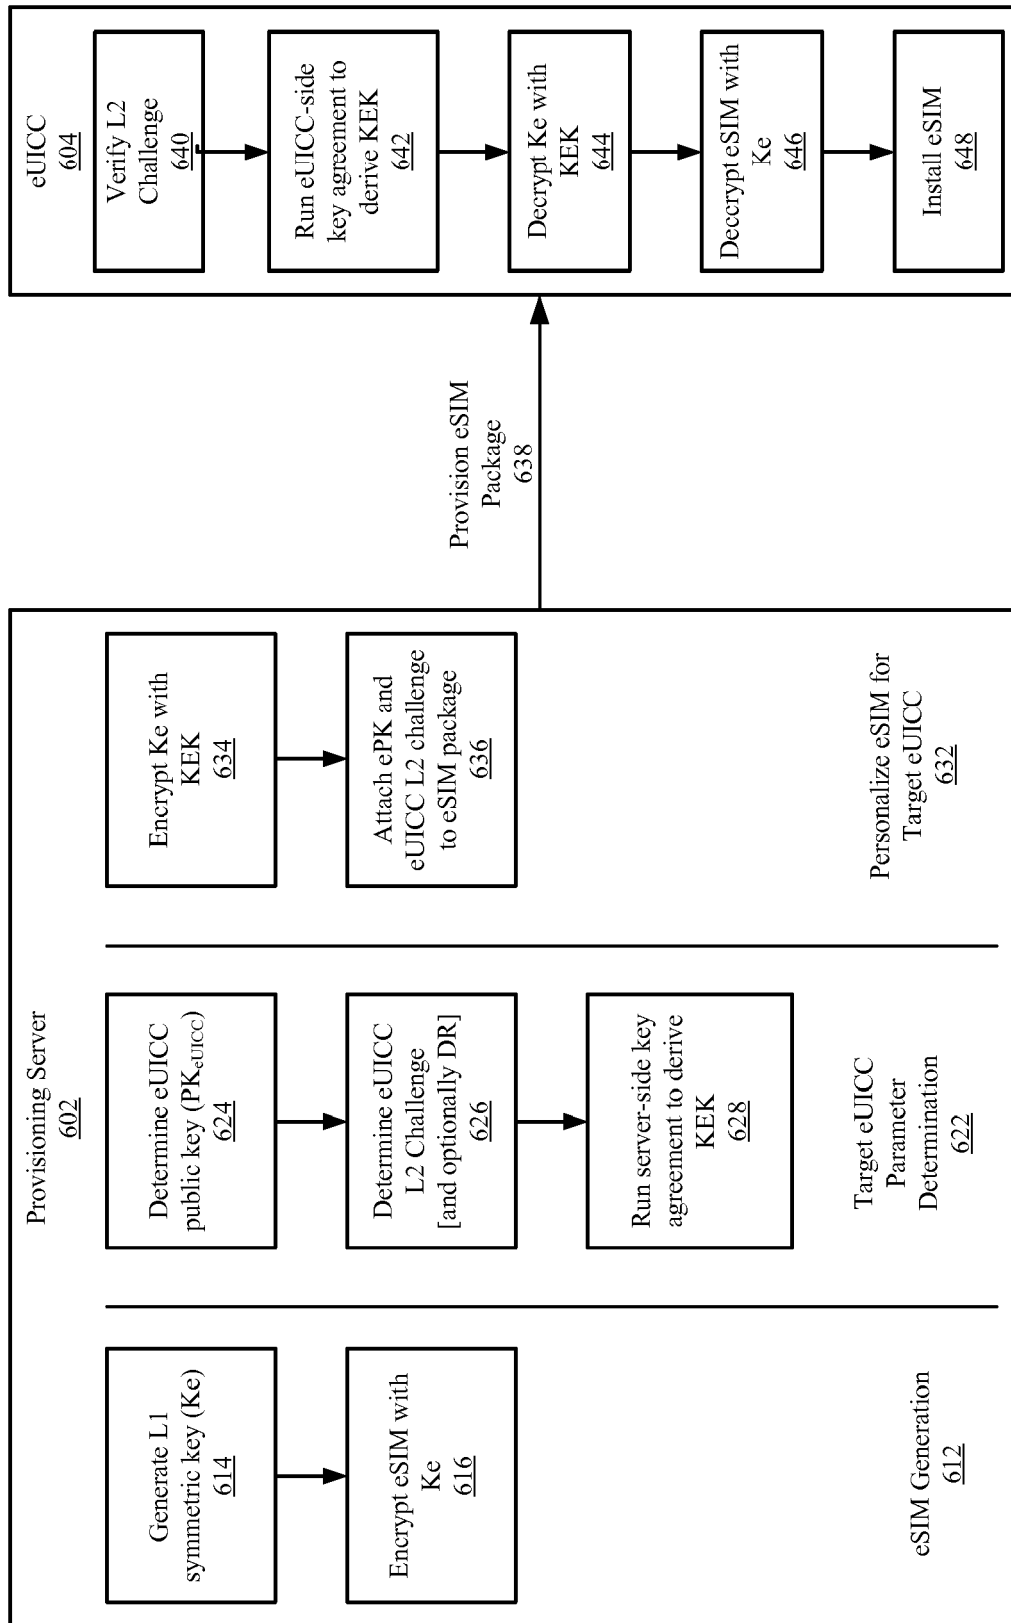 Provisioning Server
602
Generate L1
symmetric key (Ke)
614
Encrypt eSIM with
Ke
616
eSIM Generation
612
Determine eUICC
public key (PKeUICC)
624
Determine eUICC
L2 Challenge
[and optionally DR]
626
Run server-side key
agreement to derive
KEK
628
Target eUICC
Parameter
Determination
622
Encrypt Ke with
KEK
634
Attach ePK and
eUICC L2 challenge
to eSIM package
636
Personalize eSIM for
Target eUICC
632
Provision eSIM
Package
638
eUICC
604
Verify L2
Challenge
640
Run eUICC-side
key agreement to
derive KEK
642
Decrypt Ke with
KEK
644
Deccrypt eSIM with
Ke
646
Install eSIM
648